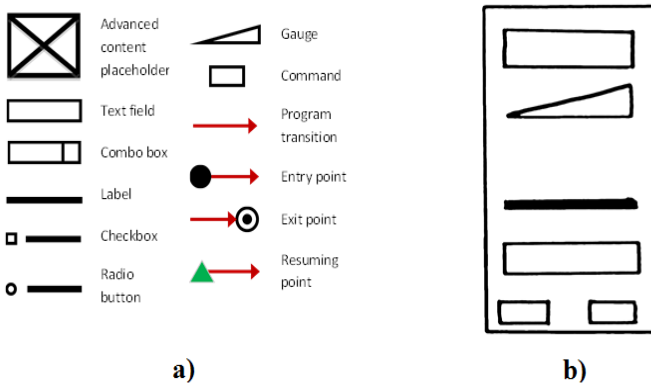 Advanced
content
placeholder
Text field
Combo box
Label
Checkbox
Radio
button
Gauge
Command
Program
transition
Entry point
Exit point
Resuming
point
a)
b)